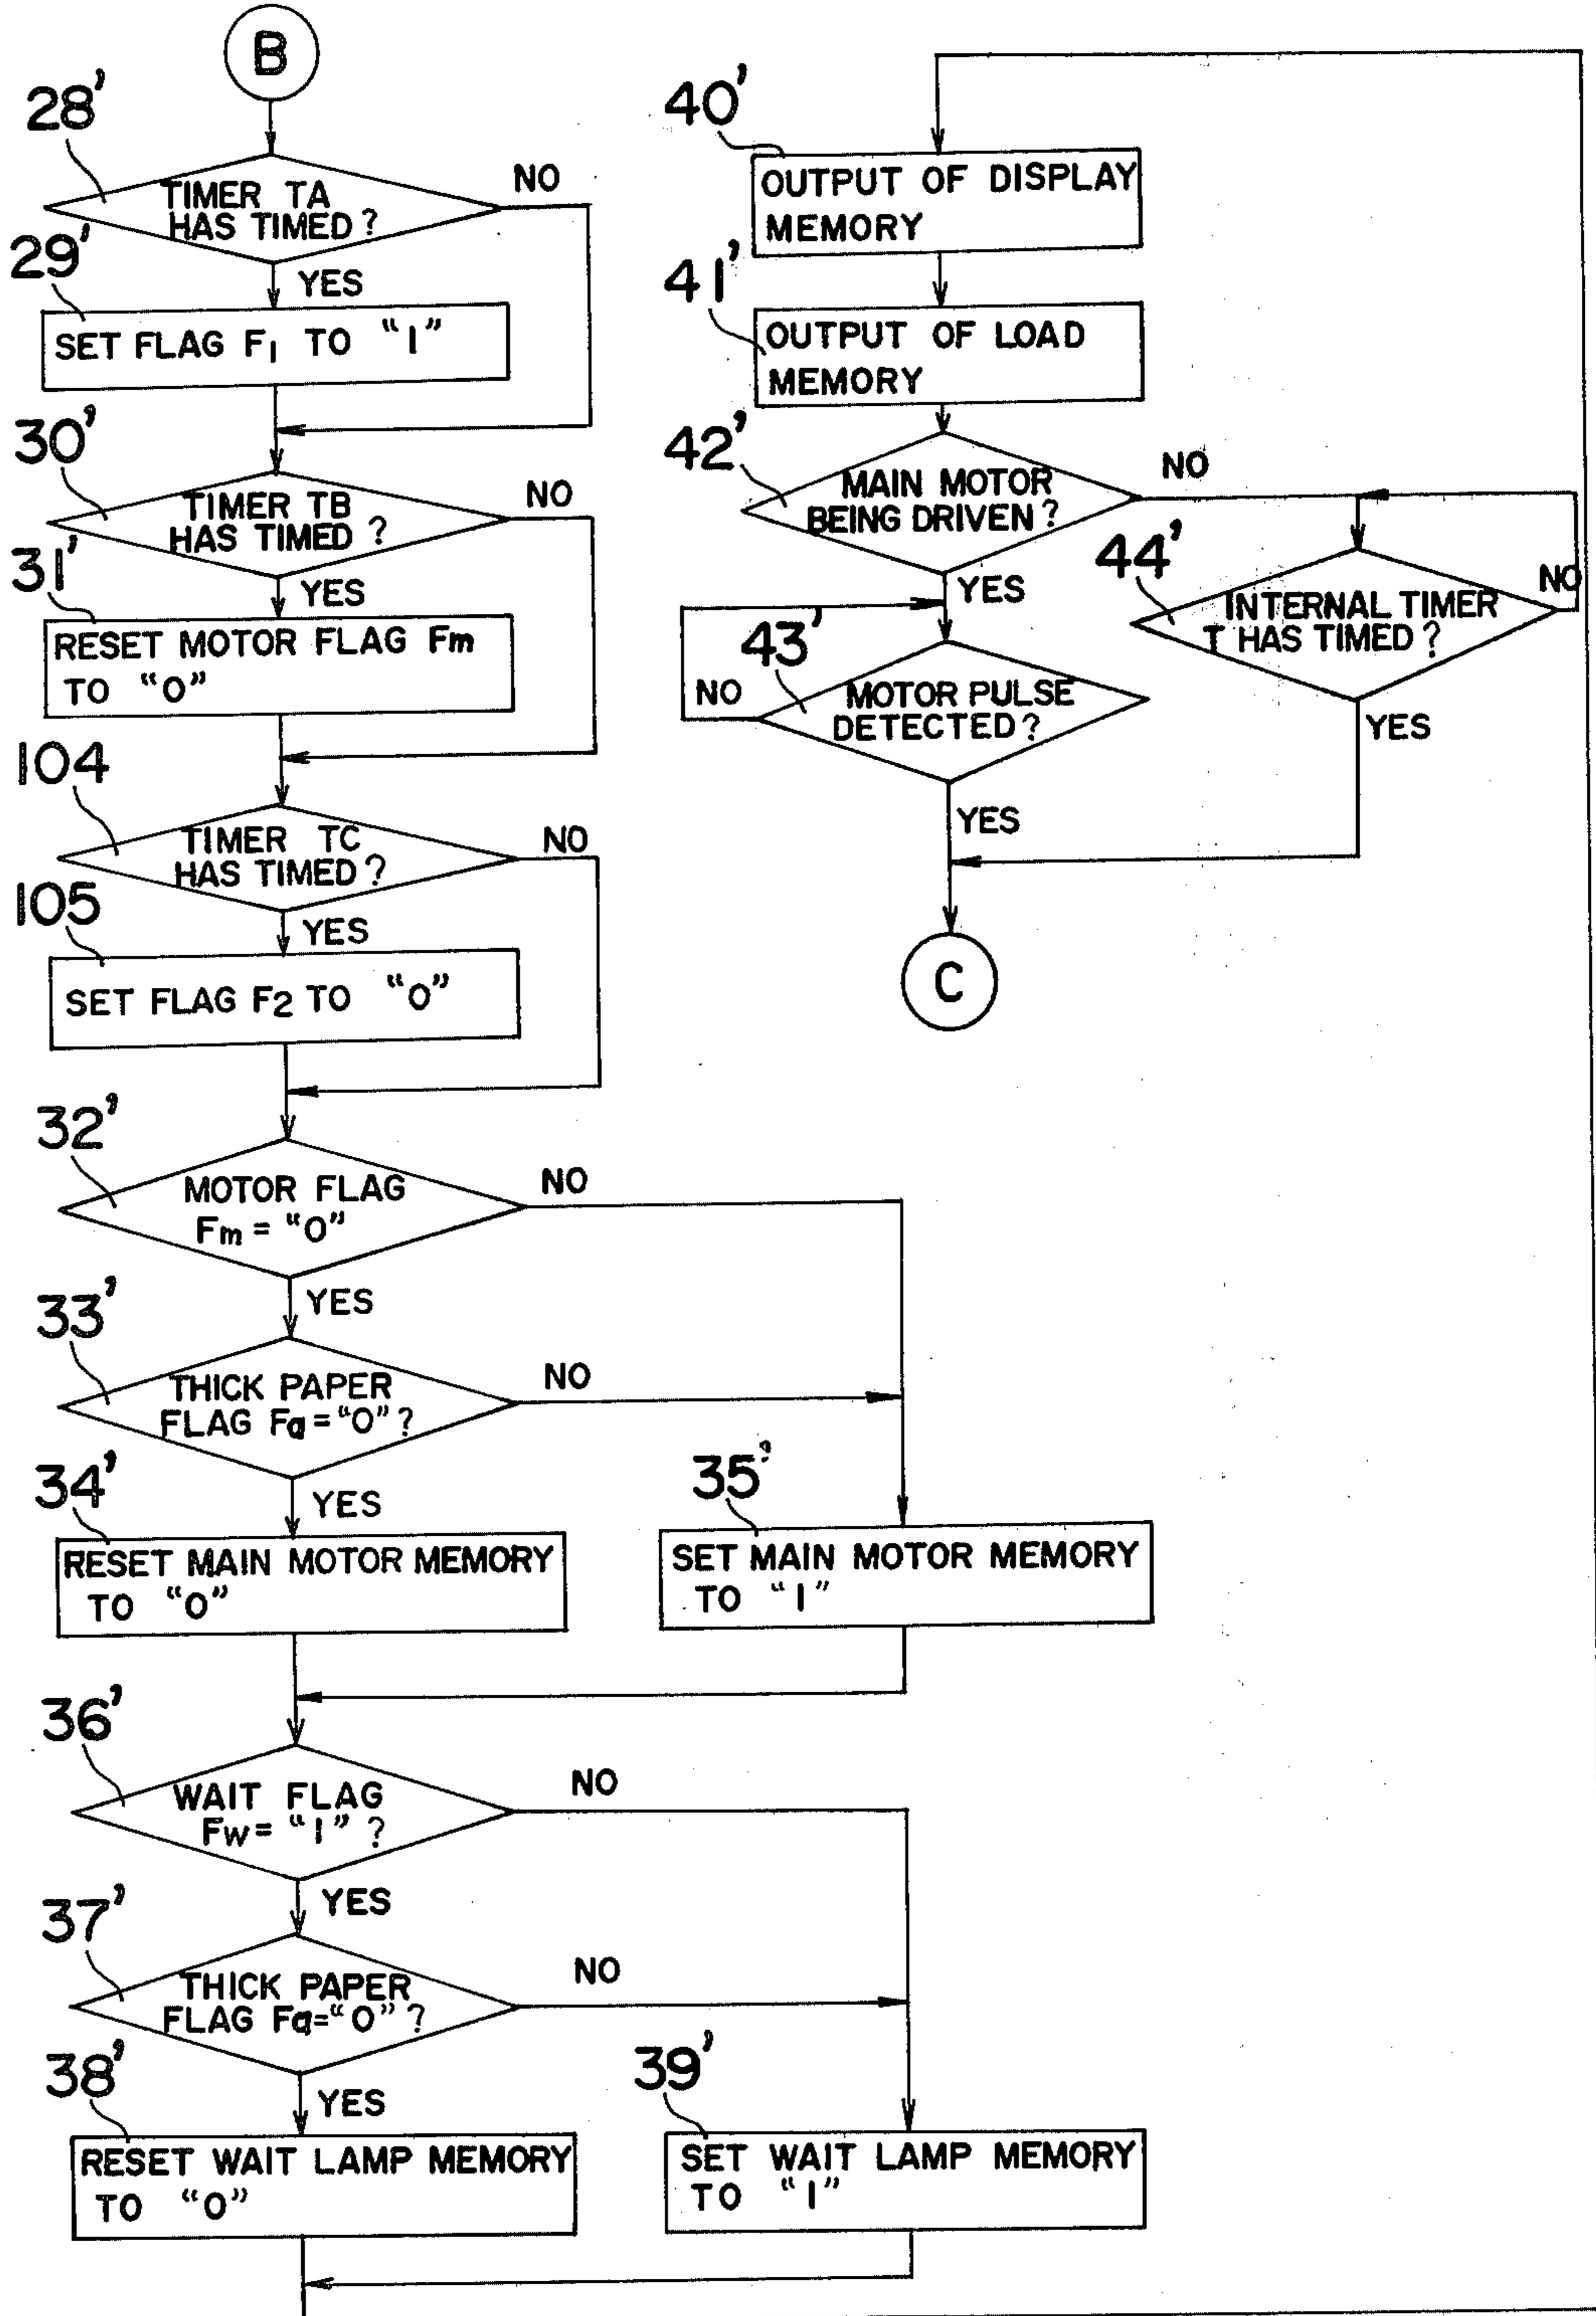 B
28'
TIMER TA
HAS TIMED?
NO
YES
29'
SET FLAG F1 TO "1"
30'
TIMER TB
HAS TIMED?
NO
YES
31'
RESET MOTOR FLAG Fm
TO "0"
104
TIMER TC
HAS TIMED?
NO
YES
105
SET FLAG F2 TO "0"
32'
MOTOR FLAG
Fm = "0"
NO
YES
33'
THICK PAPER
FLAG Fa = "0"?
NO
YES
34'
RESET MAIN MOTOR MEMORY
TO "0"
35'
SET MAIN MOTOR MEMORY
TO "1"
36'
WAIT FLAG
Fw = "1"?
NO
YES
37'
THICK PAPER
FLAG Fa="0"?
NO
YES
38'
RESET WAIT LAMP MEMORY
TO "0"
39'
SET WAIT LAMP MEMORY
TO "1"
40'
OUTPUT OF DISPLAY
MEMORY
41'
OUTPUT OF LOAD
MEMORY
42'
MAIN MOTOR
BEING DRIVEN?
NO
YES
43'
MOTOR PULSE
DETECTED?
NO
YES
44'
INTERNAL TIMER
T HAS TIMED?
NO
YES
C